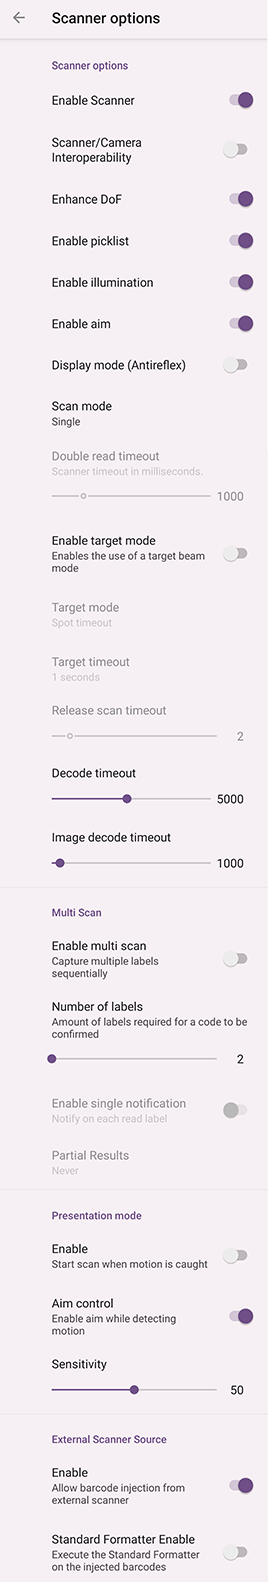 Scanner options
Scanner options
Enable Scanner
Scanner/Camera
Interoperability
Enhance DoF
Enable picklist
Enable illumination
Enable aim
Display mode (Antireflex)
Scan mode
Single
Double read timeout
Scanner timeout in milliseconds.
1000
Enable target mode
Enables the use of a target beam
mode
Target mode
Spot timeout
Target timeout
1 seconds
Release scan timeout
2
Decode timeout
5000
Image decode timeout
1000
Multi Scan
Enable multi scan
Capture multiple labels
sequentially
Number of labels
Amount of labels required for a code to be
confirmed
2
Enable single notification
Notify on each read label
Partial Results
Never
Presentation mode
Enable
Start scan when motion is caught
Aim control
Enable aim while detecting
motion
Sensitivity
50
External Scanner Source
Enable
Allow barcode injection from
external scanner
Standard Formatter Enable
Execute the Standard Formatter
on the injected barcodes